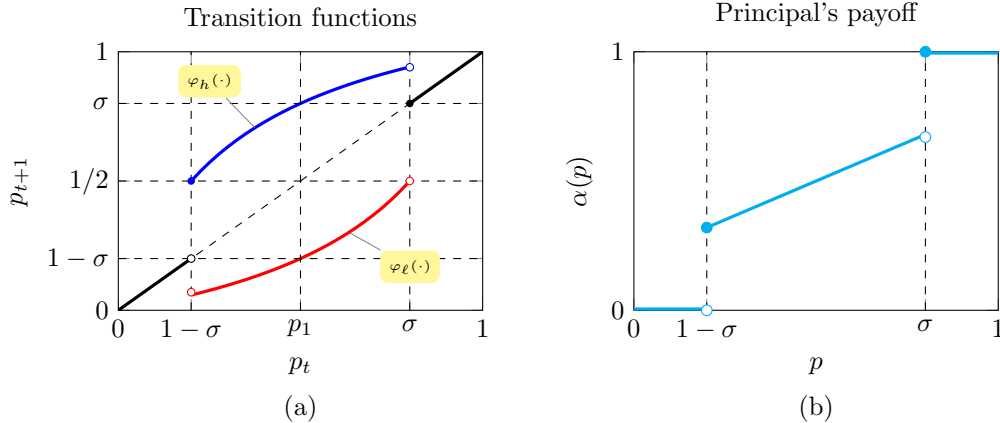 Transition functions
1
σ
1/2
1 − σ
0
p_{t+1}
φ_h(·)
φ_ℓ(·)
0
1 − σ
p_1
σ
1
p_t
(a)
Principal's payoff
1
0
α(p)
0
1 − σ
σ
1
p
(b)